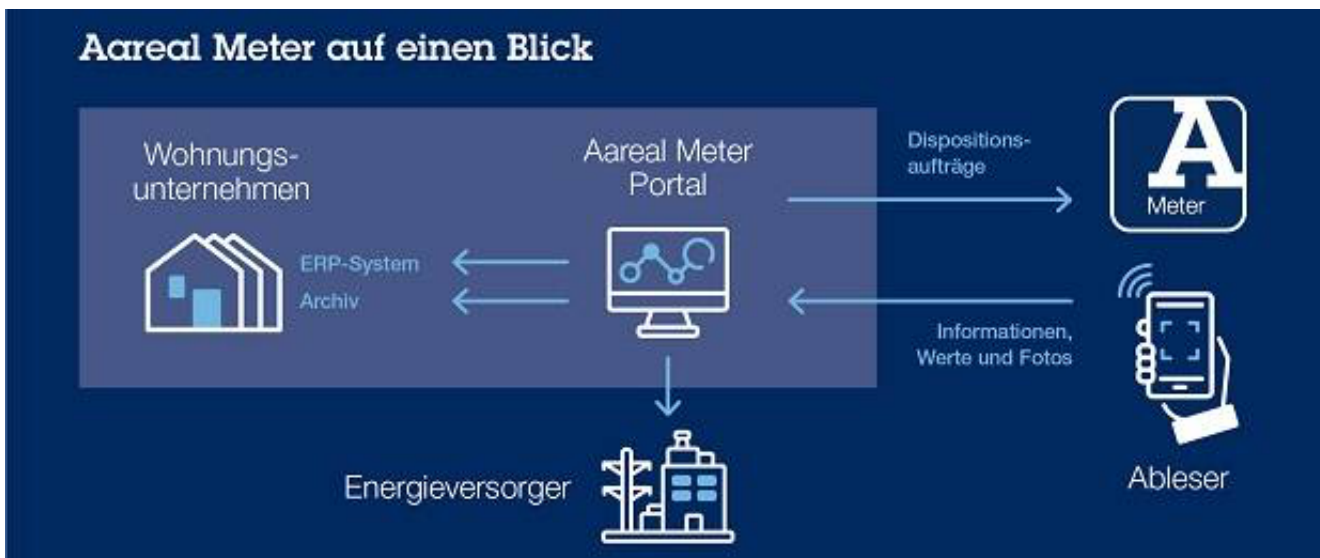 Aareal Meter auf einen Blick
Wohnungs-
unternehmen
ERP-System
Archiv
Aareal Meter
Portal
Dispositions-
aufträge
A
Meter
Informationen,
Werte und Fotos
Ableser
Energieversorger